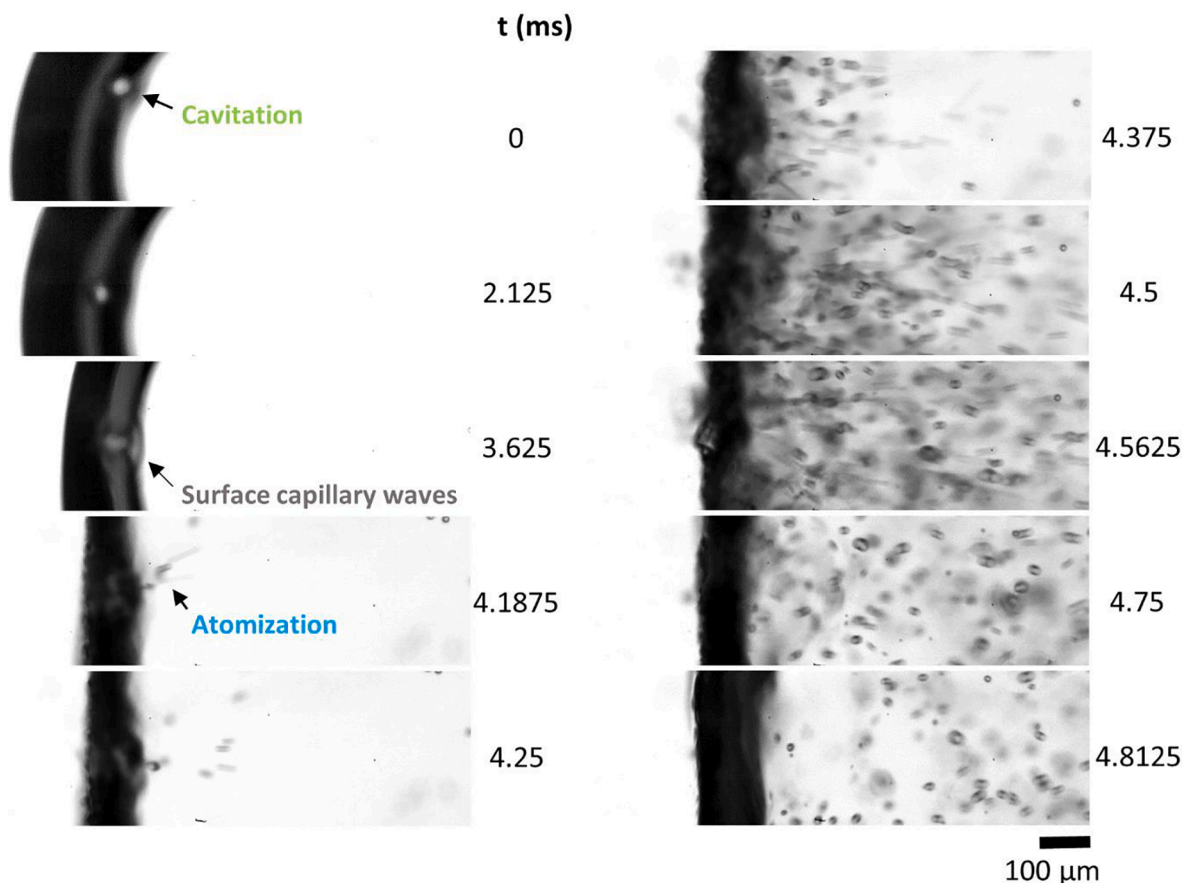 t (ms)
Cavitation
0
2.125
3.625
Surface capillary waves
4.1875
Atomization
4.25
4.375
4.5
4.5625
4.75
4.8125
100 µm